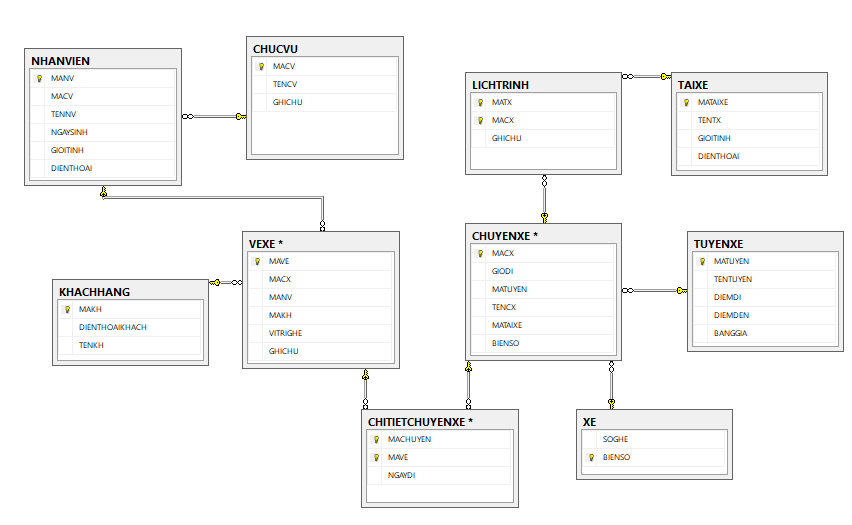 NHANVIEN
MANV
MACV
TENNV
NGAYSINH
GIOITINH
DIENTHOAI
CHUCVU
MACV
TENCV
GHICHU
LICHTRINH
MATX
MACX
GHICHU
TAIXE
MATAIXE
TENTX
GIOITINH
DIENTHOAI
KHACHHANG
MAKH
DIENTHOAIKHACH
TENKH
VEXE *
MAVE
MACX
MANV
MAKH
VITRIGHE
GHICHU
CHUYENXE *
MACX
GIODI
MATUYEN
TENCX
MATAIXE
BIENSO
TUYENXE
MATUYEN
TENTUYEN
DIEMDI
DIEMDEN
BANGGIA
CHITIETCHUYENXE *
MACHUYEN
MAVE
NGAYDI
XE
SOGHE
BIENSO